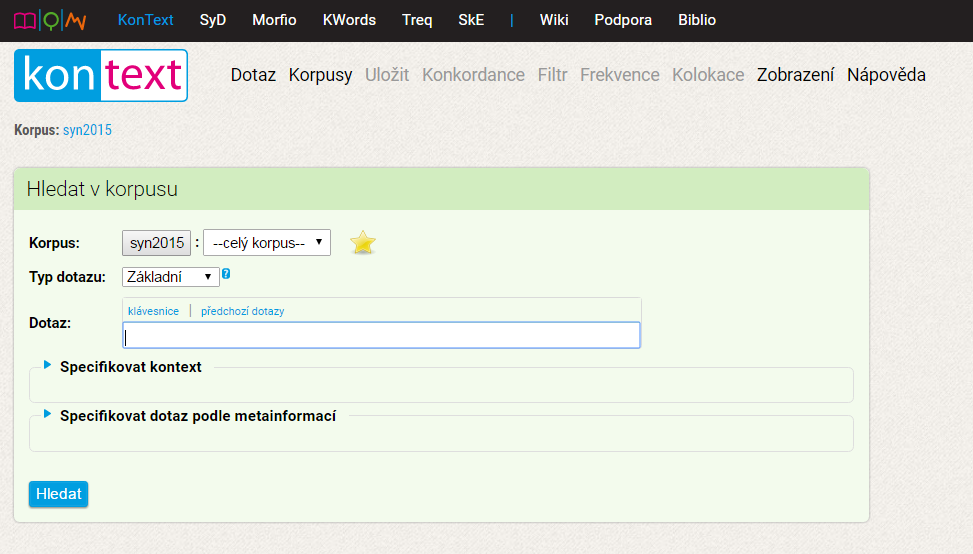 KonText SyD Morfio KWords Treq SkE | Wiki Podpora Biblio
kontext Dotaz Korpusy Uložit Konkordance Filtr Frekvence Kolokace Zobrazení Nápověda
Korpus: syn2015
Hledat v korpusu
Korpus: syn2015 : --celý korpus--
Typ dotazu: Základní ?
klávesnice | předchozí dotazy
Dotaz:
Specifikovat kontext
Specifikovat dotaz podle metainformací
Hledat